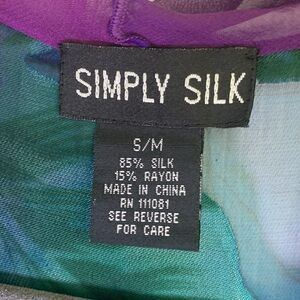 SIMPLY SILK
S/M
85% SILK
15% RAYON
MADE IN CHINA
RN 111081
SEE REVERSE
FOR CARE